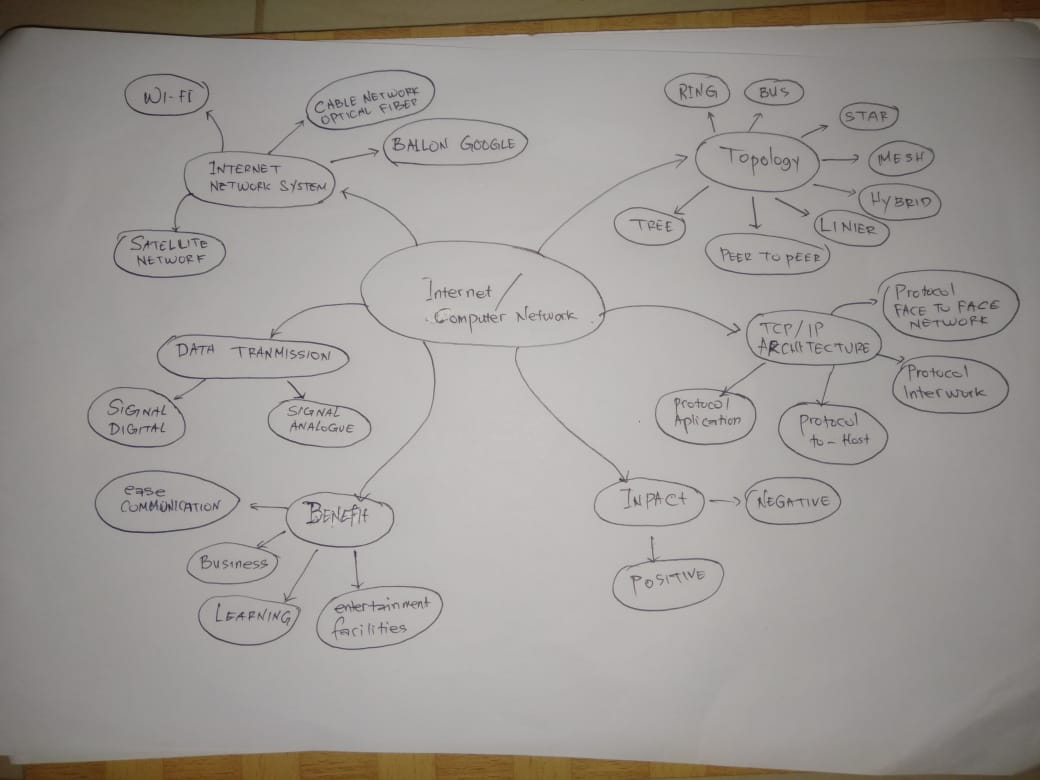 WI-FI
CABLE NETWORK
OPTICAL FIBER
BALLON GOOGLE
INTERNET
NETWORK SYSTEM
SATELLITE
NETWORK
RING
BUS
STAR
Topology
MESH
HYBRID
LINIER
TREE
PEER TO PEER
Internet /
Computer Network
DATA TRANMISSION
SIGNAL
DIGITAL
SIGNAL
ANALOGUE
TCP/IP
ARCHITECTURE
Protocol
FACE TO FACE
NETWORK
Protocol
Interwork
Protocol
to - Host
Protocol
Aplication
BENEFIT
ease
COMMUNICATION
Business
LEARNING
entertainment
facilities
IMPACT
NEGATIVE
POSITIVE